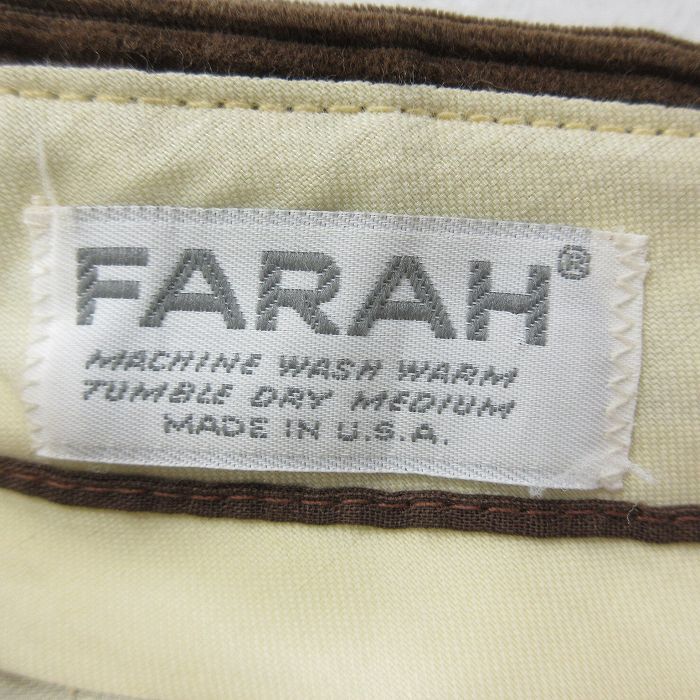 FARAH®
MACHINE WASH WARM
TUMBLE DRY MEDIUM
MADE IN U.S.A.